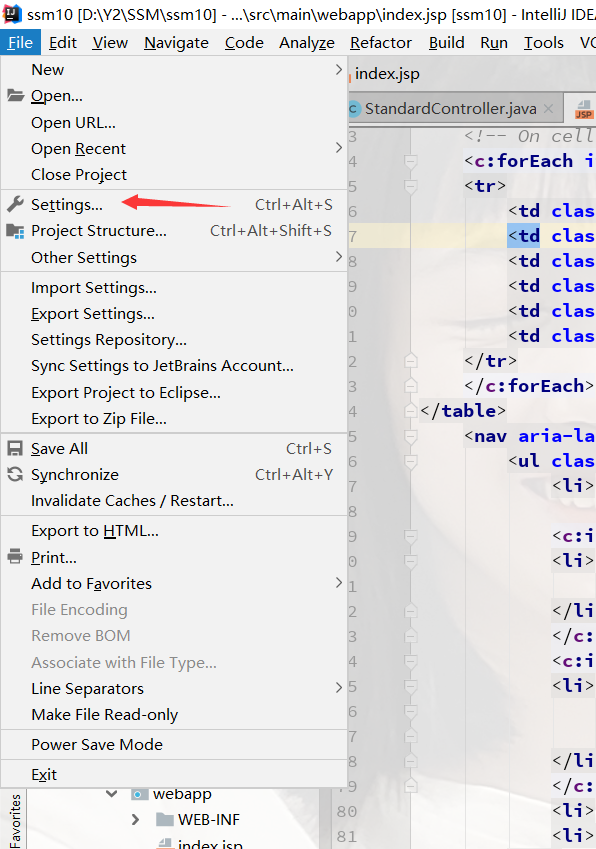 ssm10 [D:\Y2\SSM\ssm10] - ...\src\main\webapp\index.jsp [ssm10] - IntelliJ IDE
File Edit View Navigate Code Analyze Refactor Build Run Tools
New
Open...
Open URL...
Open Recent
Close Project
Settings... Ctrl+Alt+S
Project Structure... Ctrl+Alt+Shift+S
Other Settings
Import Settings...
Export Settings...
Settings Repository...
Sync Settings to JetBrains Account...
Export Project to Eclipse...
Export to Zip File...
Save All Ctrl+S
Synchronize Ctrl+Alt+Y
Invalidate Caches / Restart...
Export to HTML...
Print...
Add to Favorites
File Encoding
Remove BOM
Associate with File Type...
Line Separators
Make File Read-only
Power Save Mode
Exit
index.jsp
StandardController.java
JSP
3 <!-- On cell
4 <c:forEach i
5 <tr>
6 <td clas
7 <td clas
8 <td clas
9 <td clas
0 <td clas
1 <td clas
2 </tr>
3 </c:forEach>
4 </table>
5 <nav aria-la
6 <ul clas
7 <li>
8
9 <c:i
0 <li>
1
2 </li
3 </c:
4 <c:i
5 <li>
6
7
8 </li
9 </c:
80 <li>
81 <li>
webapp
WEB-INF
index.jsp
Favorites